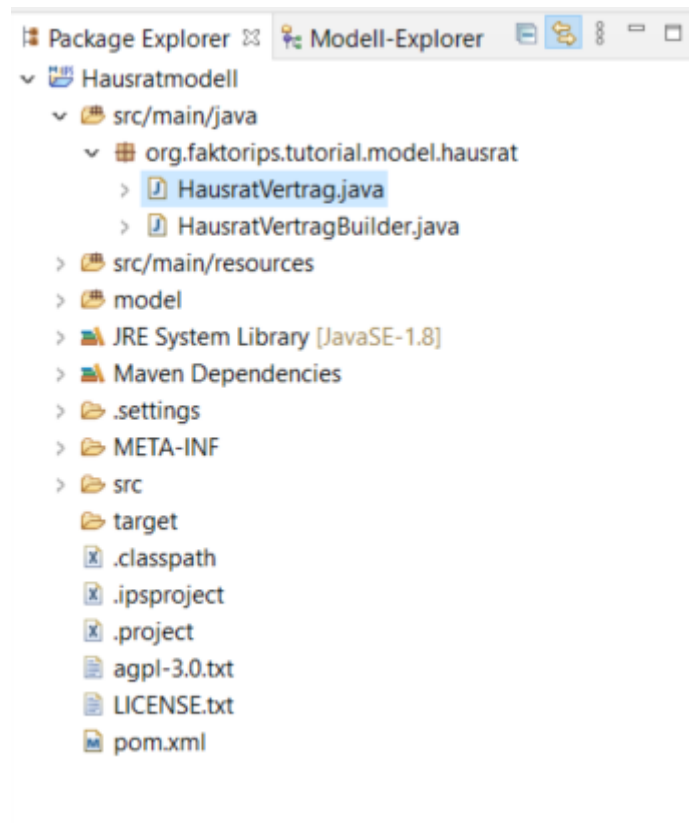 Package Explorer Modell-Explorer
Hausratmodell
src/main/java
org.faktorips.tutorial.model.hausrat
HausratVertrag.java
HausratVertragBuilder.java
src/main/resources
model
JRE System Library [JavaSE-1.8]
Maven Dependencies
.settings
META-INF
src
target
.classpath
.ipsproject
.project
agpl-3.0.txt
LICENSE.txt
pom.xml